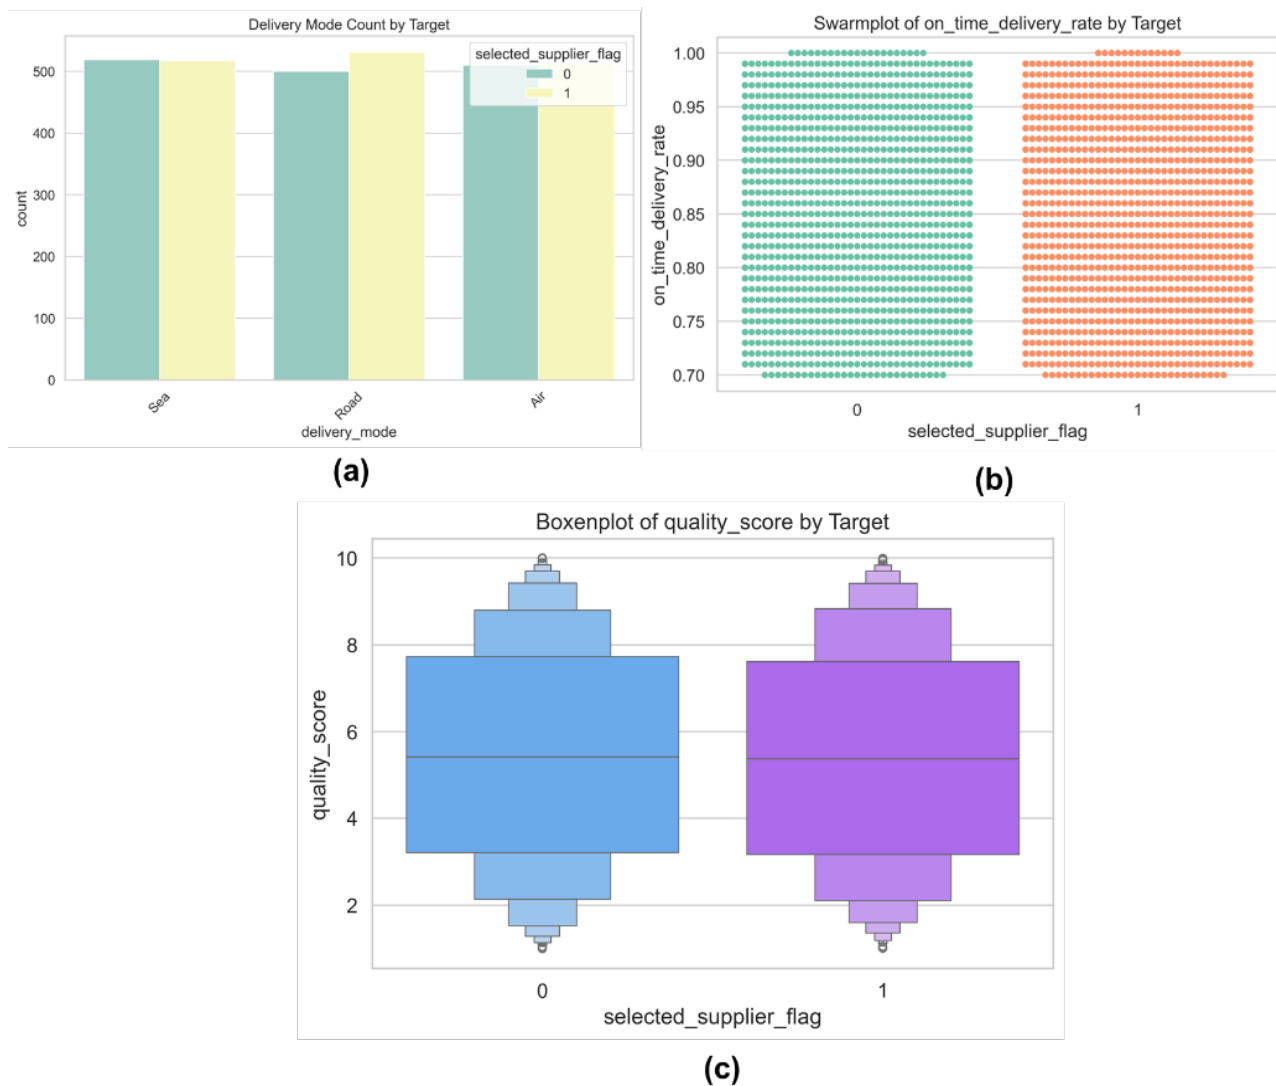 Delivery Mode Count by Target
selected_supplier_flag
0
1
500
400
300
200
100
0
count
Sea
Road
Air
delivery_mode
(a)
Swarmplot of on_time_delivery_rate by Target
1.00
0.95
0.90
0.85
0.80
0.75
0.70
on_time_delivery_rate
0
1
selected_supplier_flag
(b)
Boxenplot of quality_score by Target
10
8
6
4
2
quality_score
0
1
selected_supplier_flag
(c)